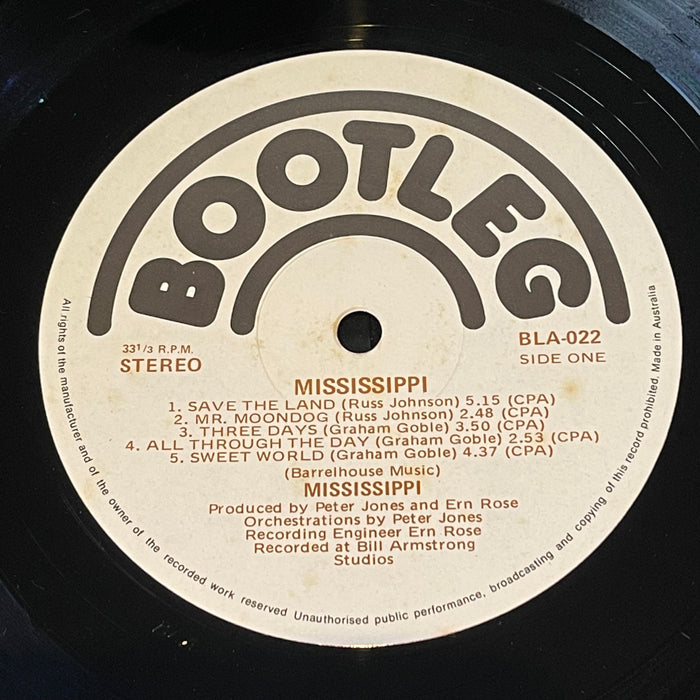 BOOTLEG
33 1/3 R.P.M.
STEREO
BLA-022
SIDE ONE
MISSISSIPPI
1. SAVE THE LAND (Russ Johnson) 5.15 (CPA)
2. MR. MOONDOG (Russ Johnson) 2.48 (CPA)
3. THREE DAYS (Graham Goble) 3.50 (CPA)
4. ALL THROUGH THE DAY (Graham Goble) 2.53 (CPA)
5. SWEET WORLD (Graham Goble) 4.37 (CPA)
(Barrelhouse Music)
MISSISSIPPI
Produced by Peter Jones and Ern Rose
Orchestrations by Peter Jones
Recording Engineer Ern Rose
Recorded at Bill Armstrong
Studios
All rights of the manufacturer and of the owner of the recorded work reserved Unauthorised public performance, broadcasting and copying of this record prohibited. Made in Australia